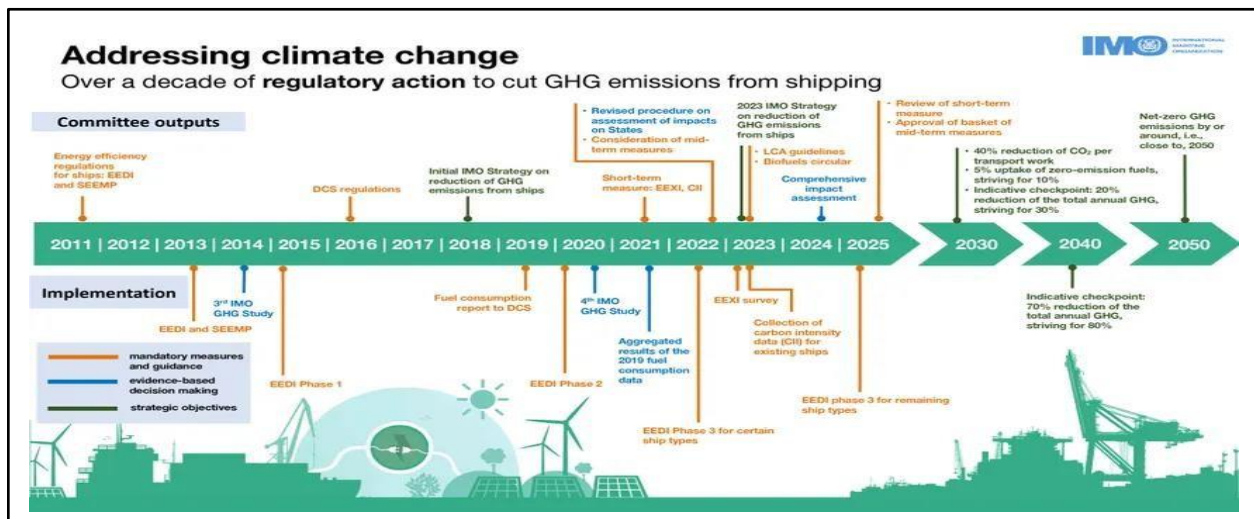 Addressing climate change
Over a decade of regulatory action to cut GHG emissions from shipping
IMO INTERNATIONAL
MARITIME
ORGANIZATION
Committee outputs
Energy efficiency
regulations
for ships: EEDI
and SEEMP
DCS regulations
Initial IMO Strategy on
reduction of GHG
emissions from ships
• Revised procedure on
assessment of impacts
on States
• Consideration of mid-
term measures
Short-term
measure: EEXI, CII
2023 IMO Strategy
on reduction of
GHG emissions
from ships
• LCA guidelines
• Biofuels circular
Comprehensive
impact
assessment
• Review of short-term
measure
• Approval of basket of
mid-term measures
• 40% reduction of CO₂ per
transport work
• 5% uptake of zero-emission fuels,
striving for 10%
• Indicative checkpoint: 20%
reduction of the total annual GHG,
striving for 30%
Net-zero GHG
emissions by or
around, i.e.,
close to, 2050
2011 | 2012 | 2013 | 2014 | 2015 | 2016 | 2017 | 2018 | 2019 | 2020 | 2021 | 2022 | 2023 | 2024 | 2025
2030
2040
2050
Implementation
EEDI and SEEMP
3rd IMO
GHG Study
EEDI Phase 1
Fuel consumption
report to DCS
EEDI Phase 2
4th IMO
GHG Study
Aggregated
results of the
2019 fuel
consumption
data
EEDI Phase 3 for certain
ship types
EEXI survey
Collection of
carbon intensity
data (CII) for
existing ships
EEDI phase 3 for remaining
ship types
Indicative checkpoint:
70% reduction of the
total annual GHG,
striving for 80%
mandatory measures
and guidance
evidence-based
decision making
strategic objectives